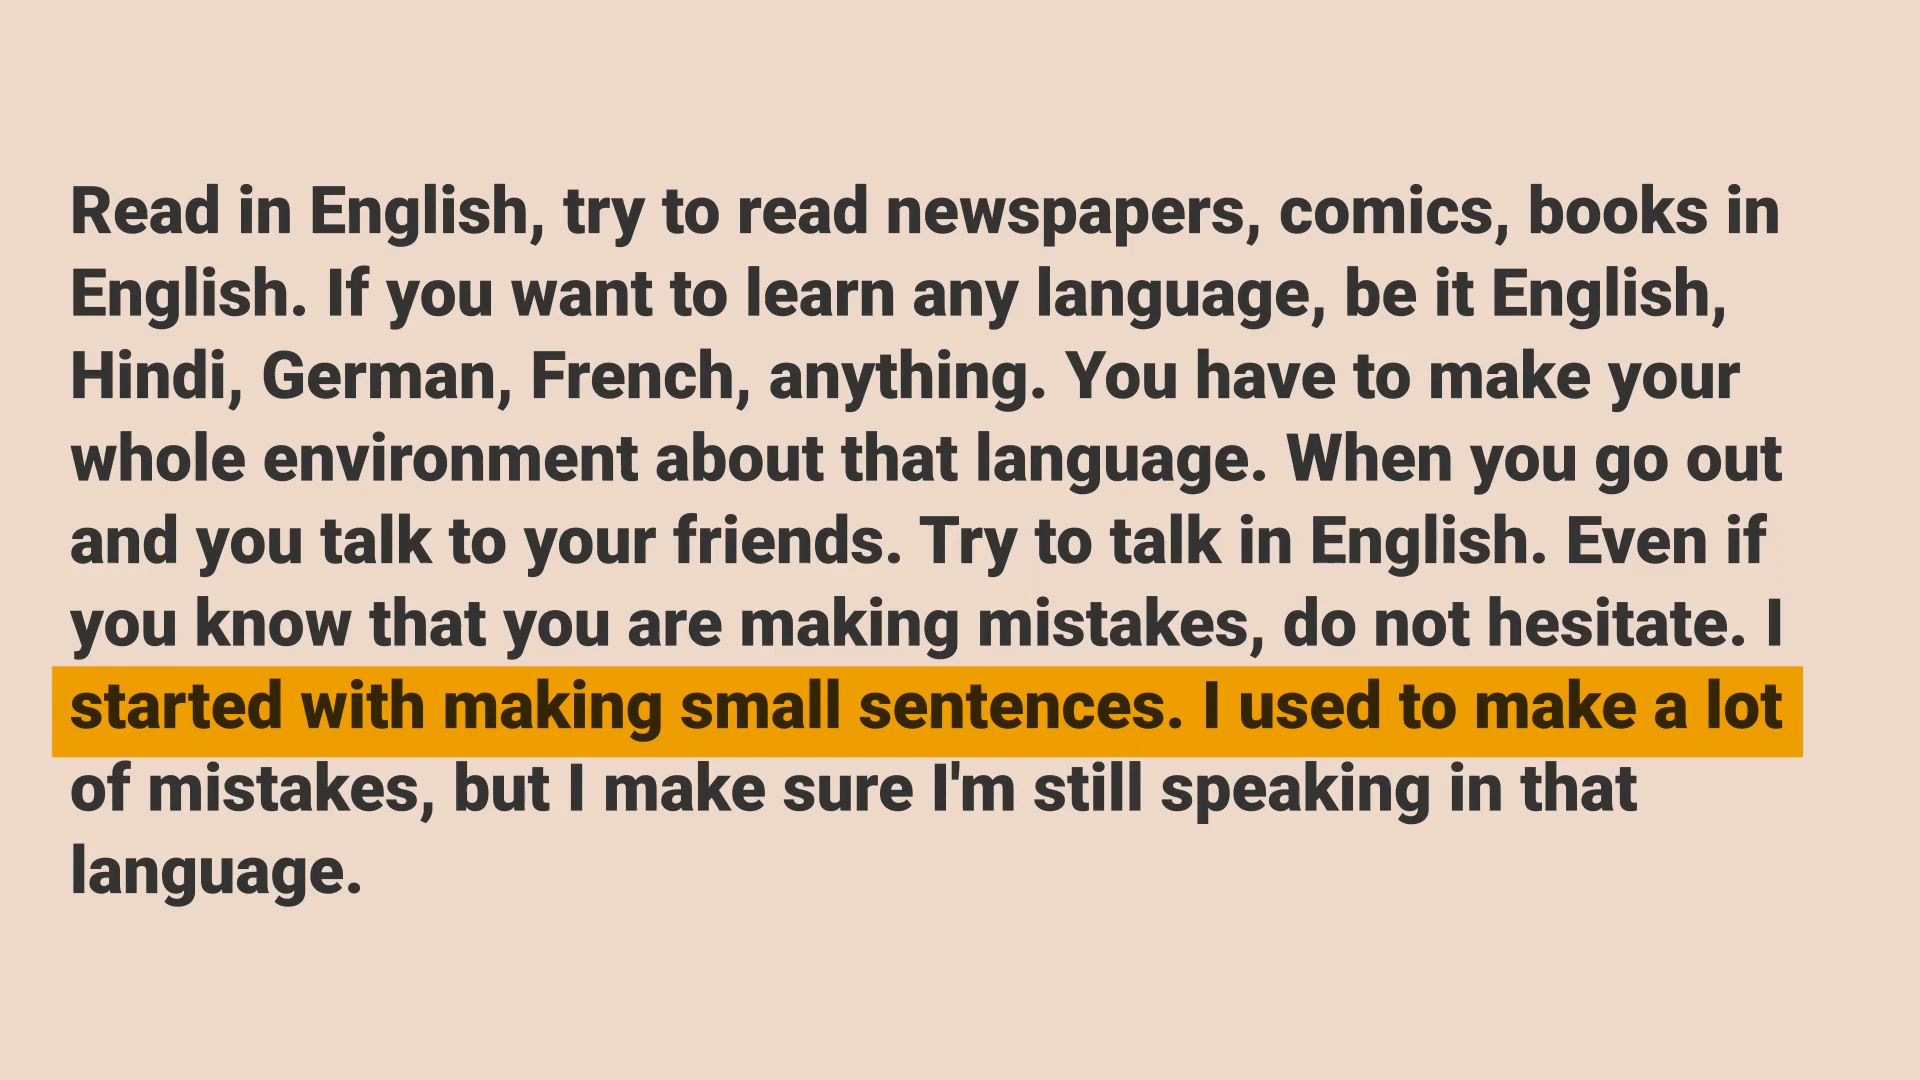 Read in English, try to read newspapers, comics, books in
English. If you want to learn any language, be it English,
Hindi, German, French, anything. You have to make your
whole environment about that language. When you go out
and you talk to your friends. Try to talk in English. Even if
you know that you are making mistakes, do not hesitate. I
started with making small sentences. I used to make a lot
of mistakes, but I make sure I'm still speaking in that
language.